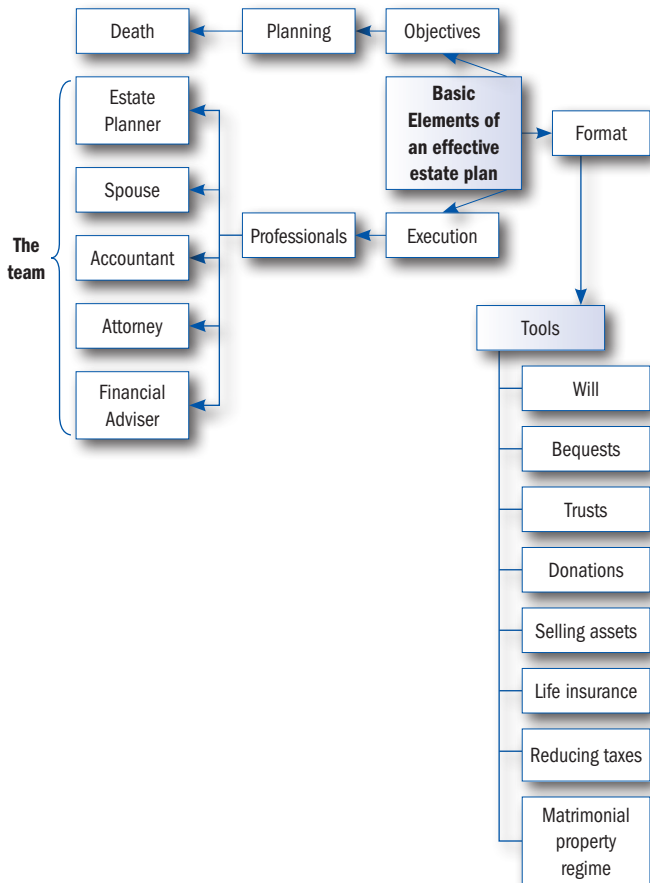 Death
Planning
Objectives
Basic
Elements of
an effective
estate plan
Format
Estate
Planner
Spouse
Professionals
Execution
The
team
Accountant
Attorney
Financial
Adviser
Tools
Will
Bequests
Trusts
Donations
Selling assets
Life insurance
Reducing taxes
Matrimonial
property
regime